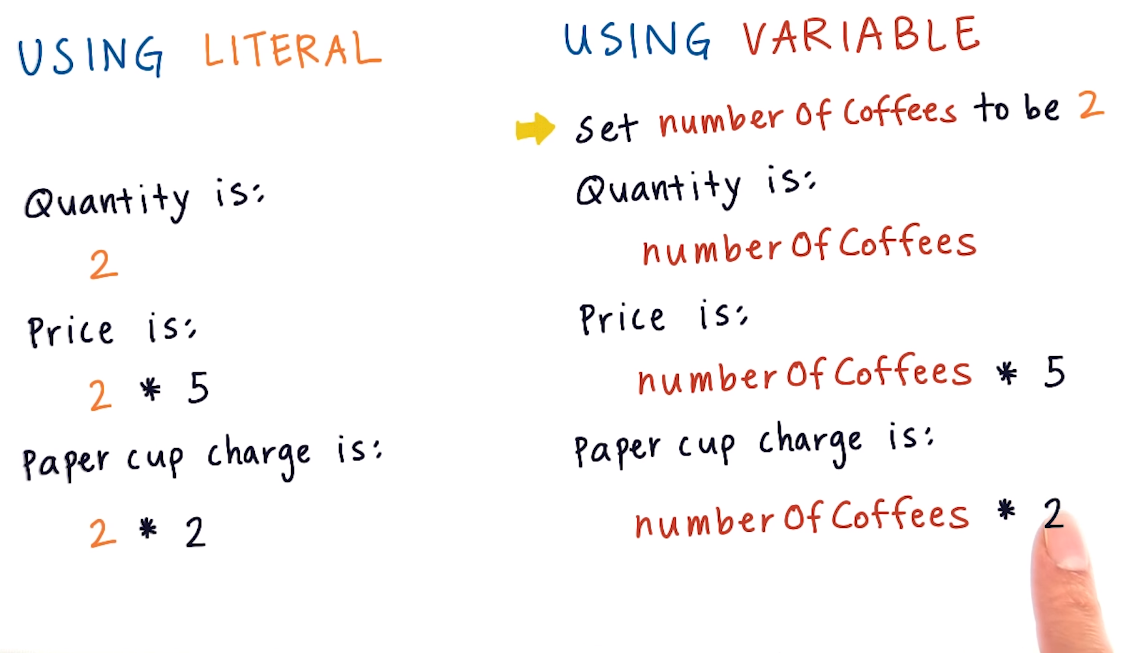 USING LITERAL
Quantity is:
2
Price is:
2 * 5
Paper cup charge is:
2 * 2
USING VARIABLE
set numberOfCoffees to be 2
Quantity is:
numberOfCoffees
Price is:
numberOfCoffees * 5
Paper cup charge is:
numberOfCoffees * 2